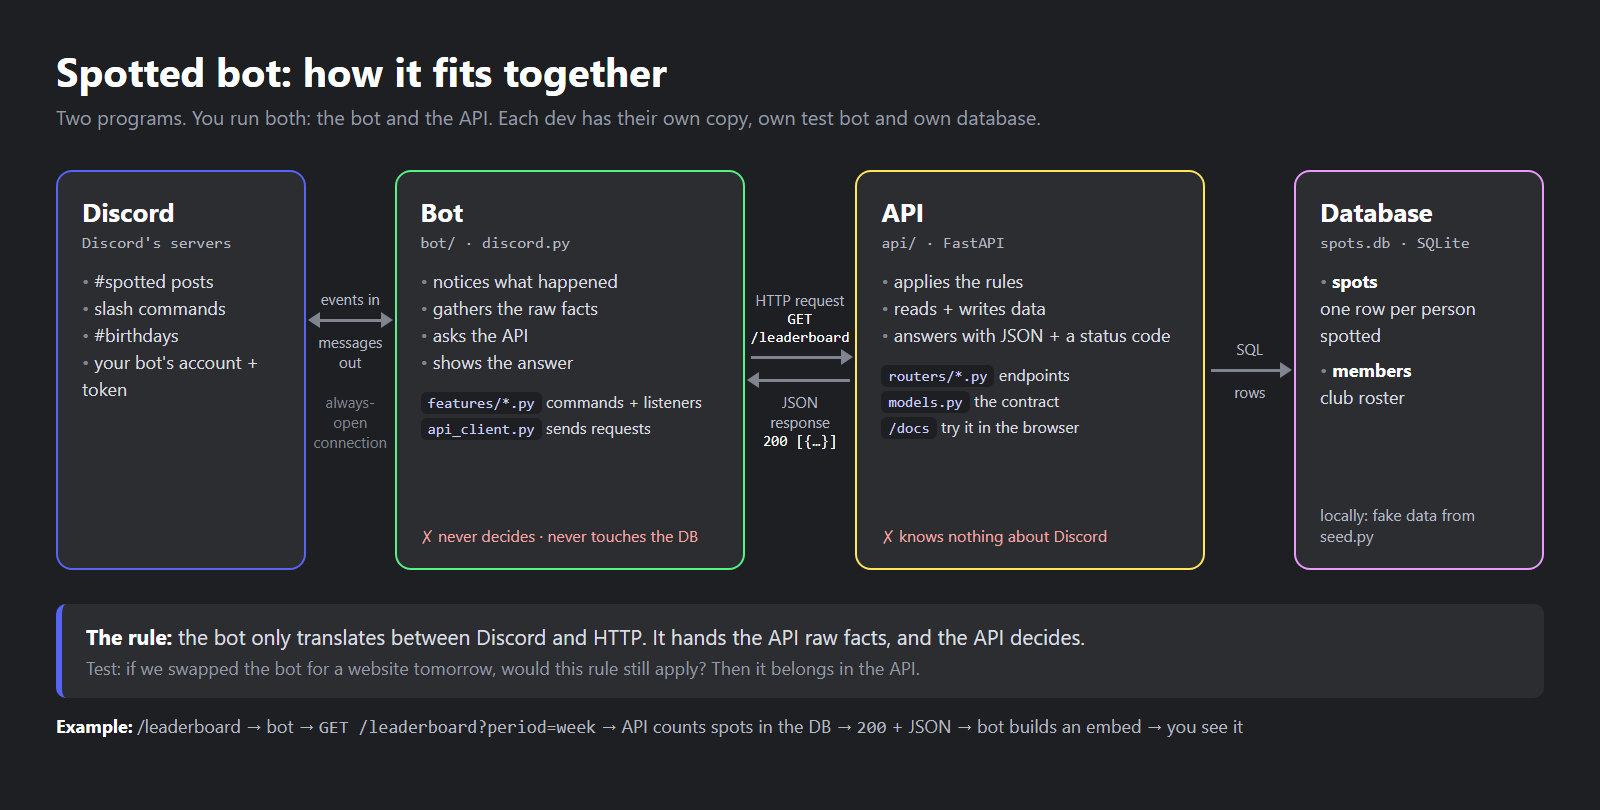 Spotted bot: how it fits together
Two programs. You run both: the bot and the API. Each dev has their own copy, own test bot and own database.
Discord
Discord's servers
• #spotted posts
• slash commands
• #birthdays
• your bot's account +
token
events in
messages
out
always-
open
connection
Bot
bot/ · discord.py
• notices what happened
• gathers the raw facts
• asks the API
• shows the answer
features/*.py commands + listeners
api_client.py sends requests
✗ never decides · never touches the DB
HTTP request
GET
/leaderboard
JSON
response
200 [{…}]
API
api/ · FastAPI
• applies the rules
• reads + writes data
• answers with JSON + a status code
routers/*.py endpoints
models.py the contract
/docs try it in the browser
✗ knows nothing about Discord
SQL
rows
Database
spots.db · SQLite
• spots
one row per person
spotted
• members
club roster
locally: fake data from
seed.py
The rule: the bot only translates between Discord and HTTP. It hands the API raw facts, and the API decides.
Test: if we swapped the bot for a website tomorrow, would this rule still apply? Then it belongs in the API.
Example: /leaderboard → bot → GET /leaderboard?period=week → API counts spots in the DB → 200 + JSON → bot builds an embed → you see it